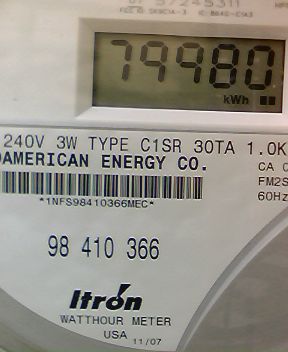 57245311
79980
kWh
240V 3W TYPE C1SR 30TA 1.0K
AMERICAN ENERGY CO.
CA
FM2S
60Hz
*1NFS98410366MEC*
98 410 366
Itron
WATTHOUR METER
USA 11/07